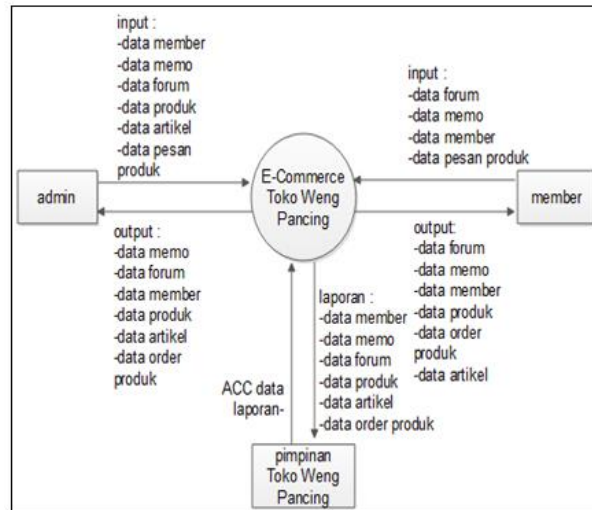 input :
-data member
-data memo
-data forum
-data produk
-data artikel
-data pesan
produk
input :
-data forum
-data memo
-data member
-data pesan produk
admin
E-Commerce
Toko Weng
Pancing
member
output :
-data memo
-data forum
-data member
-data produk
-data artikel
-data order
produk
output:
-data forum
-data memo
-data member
-data produk
-data order
produk
-data artikel
laporan :
-data member
-data memo
-data forum
-data produk
-data artikel
-data order produk
ACC data
laporan-
pimpinan
Toko Weng
Pancing